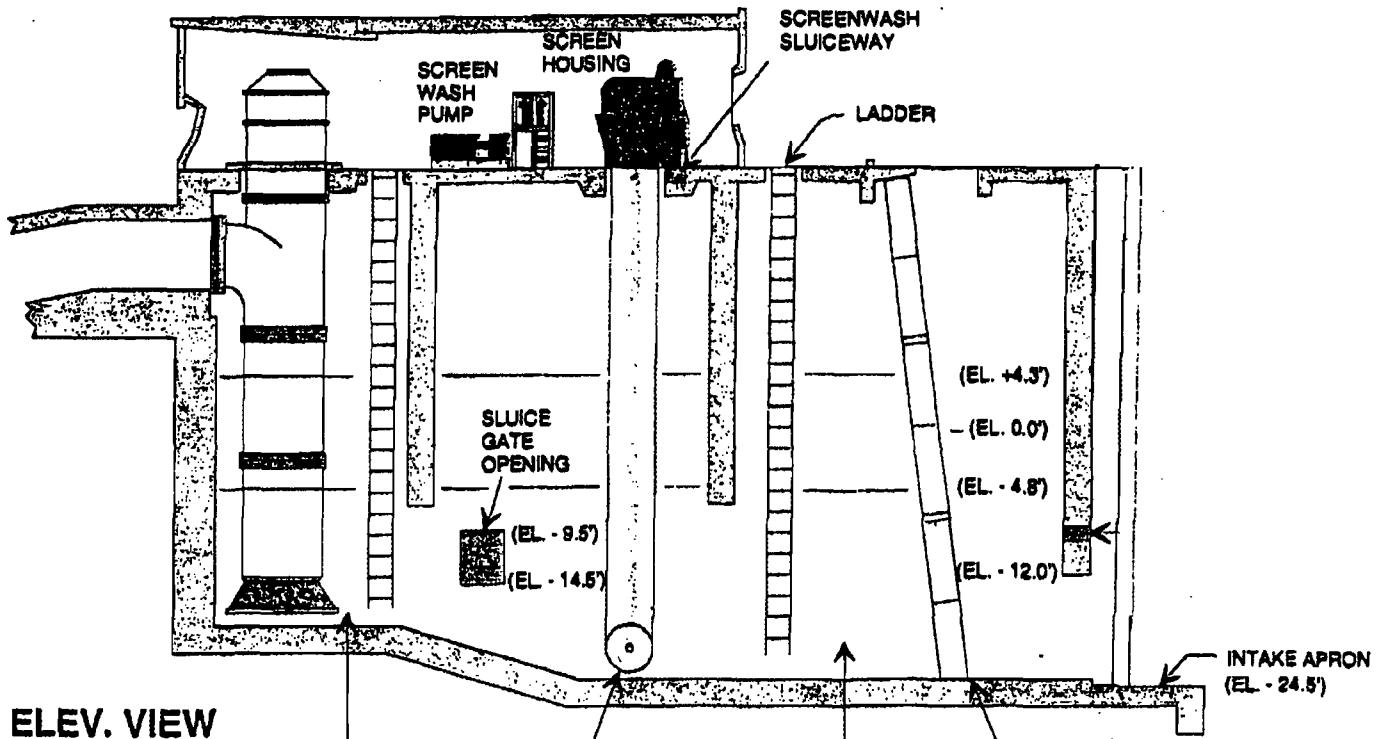 SCREENWASH
SLUICEWAY
SCREEN
HOUSING
SCREEN
WASH
PUMP
LADDER
(EL. +4.3')
(EL. 0.0')
SLUICE
GATE
OPENING
(EL. - 4.8')
(EL. - 9.5')
(EL. - 14.5')
(EL. - 12.0')
INTAKE APRON
(EL. - 24.5')
ELEV. VIEW